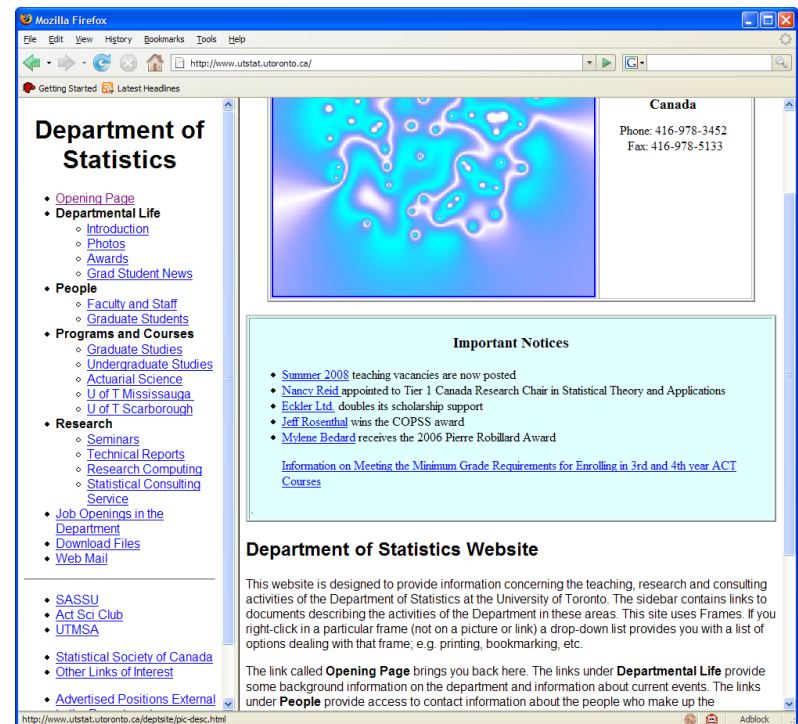 Mozilla Firefox
File Edit View History Bookmarks Tools Help
http://www.utstat.utoronto.ca/
G
Getting Started Latest Headlines
Department of
Statistics
Opening Page
Departmental Life
Introduction
Photos
Awards
Grad Student News
People
Faculty and Staff
Graduate Students
Programs and Courses
Graduate Studies
Undergraduate Studies
Actuarial Science
U of T Mississauga
U of T Scarborough
Research
Seminars
Technical Reports
Research Computing
Statistical Consulting
Service
Job Openings in the
Department
Download Files
Web Mail
SASSU
Act Sci Club
UTMSA
Statistical Society of Canada
Other Links of Interest
Advertised Positions External
Canada
Phone: 416-978-3452
Fax: 416-978-5133
Important Notices
Summer 2008 teaching vacancies are now posted
Nancy Reid appointed to Tier 1 Canada Research Chair in Statistical Theory and Applications
Eckler Ltd. doubles its scholarship support
Jeff Rosenthal wins the COPSS award
Mylene Bedard receives the 2006 Pierre Robillard Award
Information on Meeting the Minimum Grade Requirements for Enrolling in 3rd and 4th year ACT
Courses
.
Department of Statistics Website
This website is designed to provide information concerning the teaching, research and consulting
activities of the Department of Statistics at the University of Toronto. The sidebar contains links to
documents describing the activities of the Department in these areas. This site uses Frames. If you
right-click in a particular frame (not on a picture or link) a drop-down list provides you with a list of
options dealing with that frame; e.g. printing, bookmarking, etc.
The link called Opening Page brings you back here. The links under Departmental Life provide
some background information on the department and information about current events. The links
under People provide access to contact information about the people who make up the
http://www.utstat.utoronto.ca/deptsite/pic-desc.html
Adblock